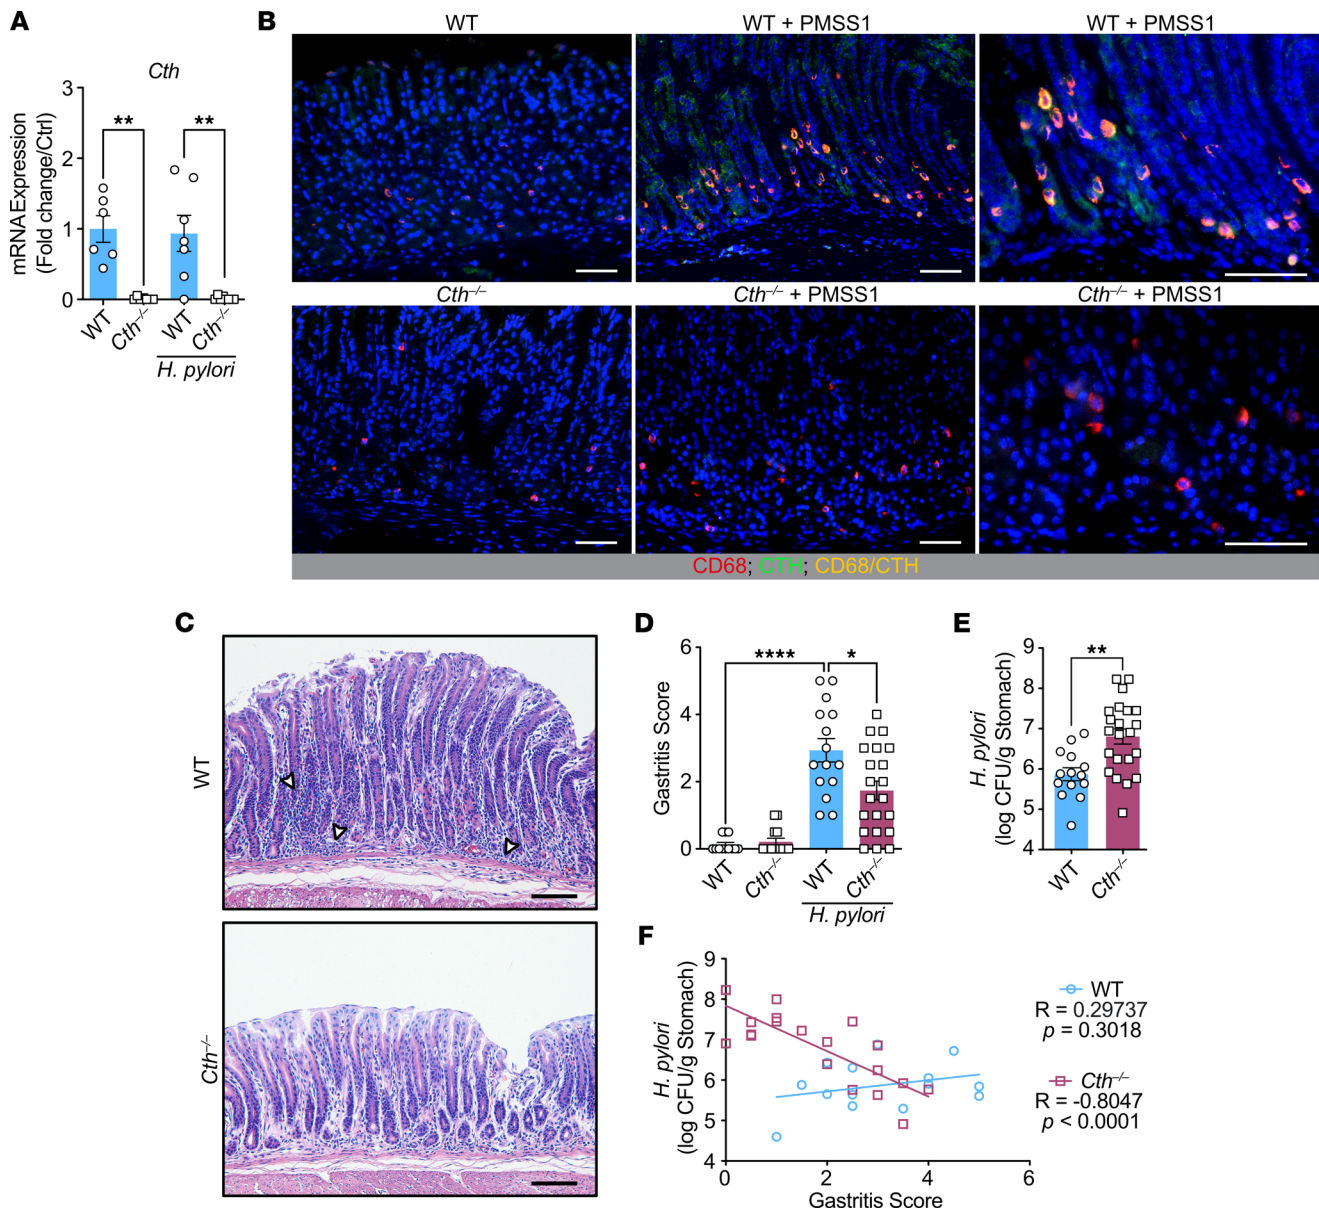 A
Cth
mRNA Expression
(Fold change/Ctrl)
3
2
1
0
**
**
WT
Cth–/–
WT
Cth–/–
H. pylori
B
WT
WT + PMSS1
WT + PMSS1
Cth–/–
Cth–/– + PMSS1
Cth–/– + PMSS1
CD68; CTH; CD68/CTH
C
WT
Cth–/–
D
Gastritis Score
6
4
2
0
****
*
WT
Cth–/–
WT
Cth–/–
H. pylori
E
H. pylori
(log CFU/g Stomach)
9
8
7
6
5
4
**
WT
Cth–/–
F
H. pylori
(log CFU/g Stomach)
9
8
7
6
5
4
0
2
4
6
Gastritis Score
WT
R = 0.29737
p = 0.3018
Cth–/–
R = -0.8047
p < 0.0001